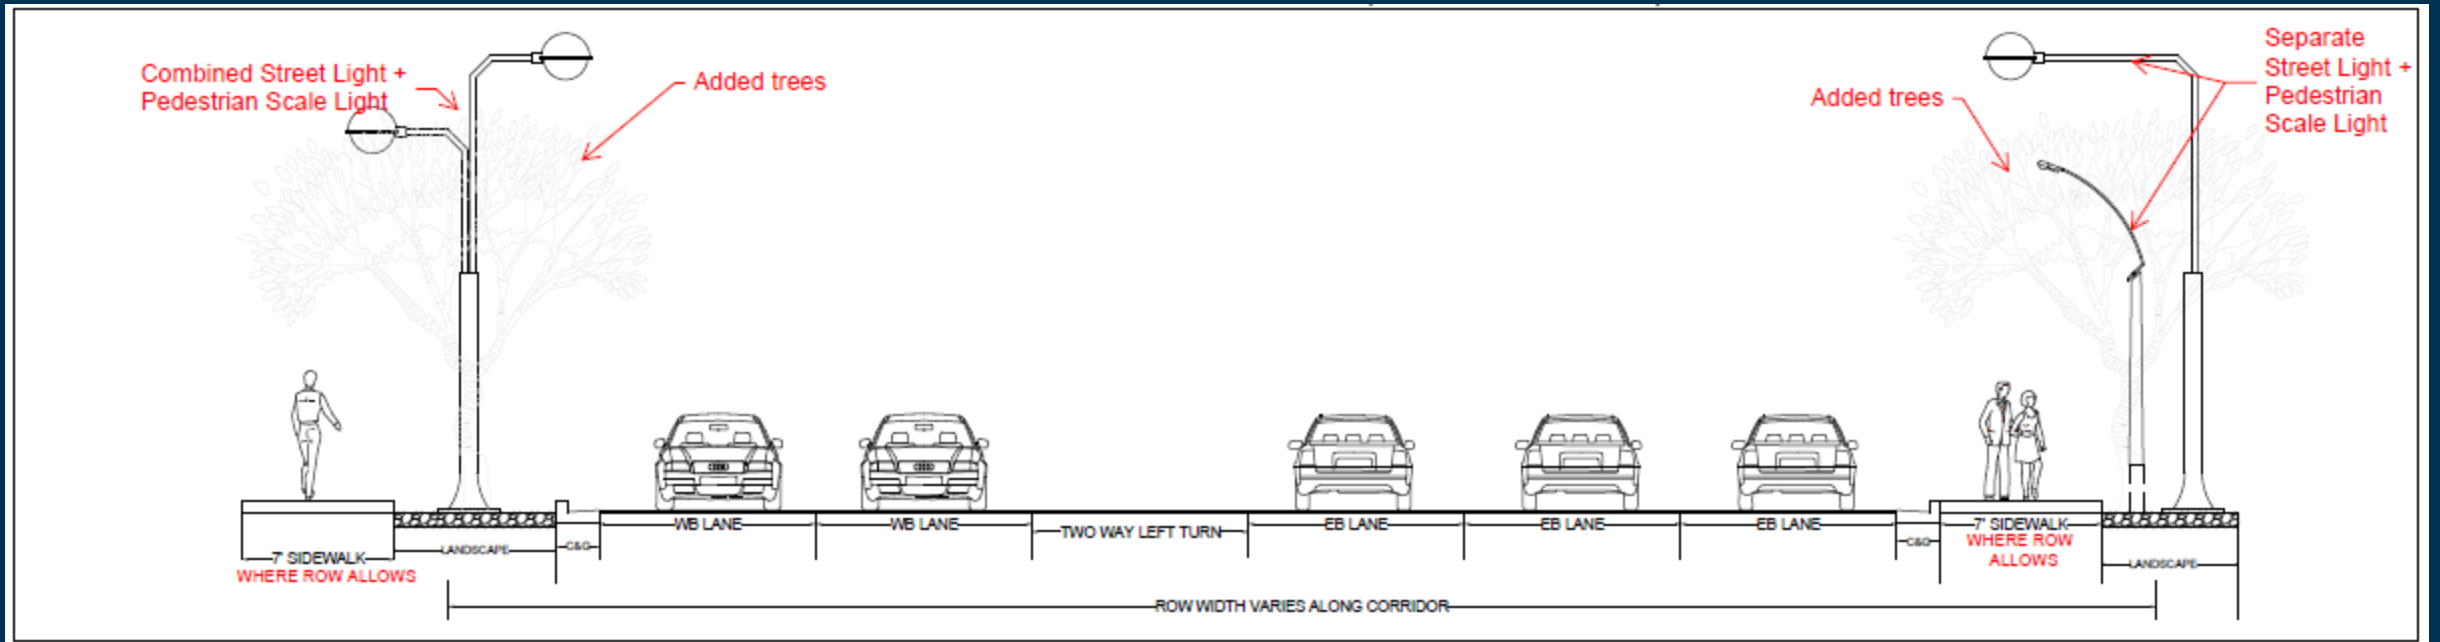 Combined Street Light +
Pedestrian Scale Light
Added trees
Added trees
Separate
Street Light +
Pedestrian
Scale Light
7' SIDEWALK
WHERE ROW ALLOWS
LANDSCAPE
C&G
WB LANE
WB LANE
TWO WAY LEFT TURN
EB LANE
EB LANE
EB LANE
C&G
7' SIDEWALK
WHERE ROW
ALLOWS
LANDSCAPE
ROW WIDTH VARIES ALONG CORRIDOR